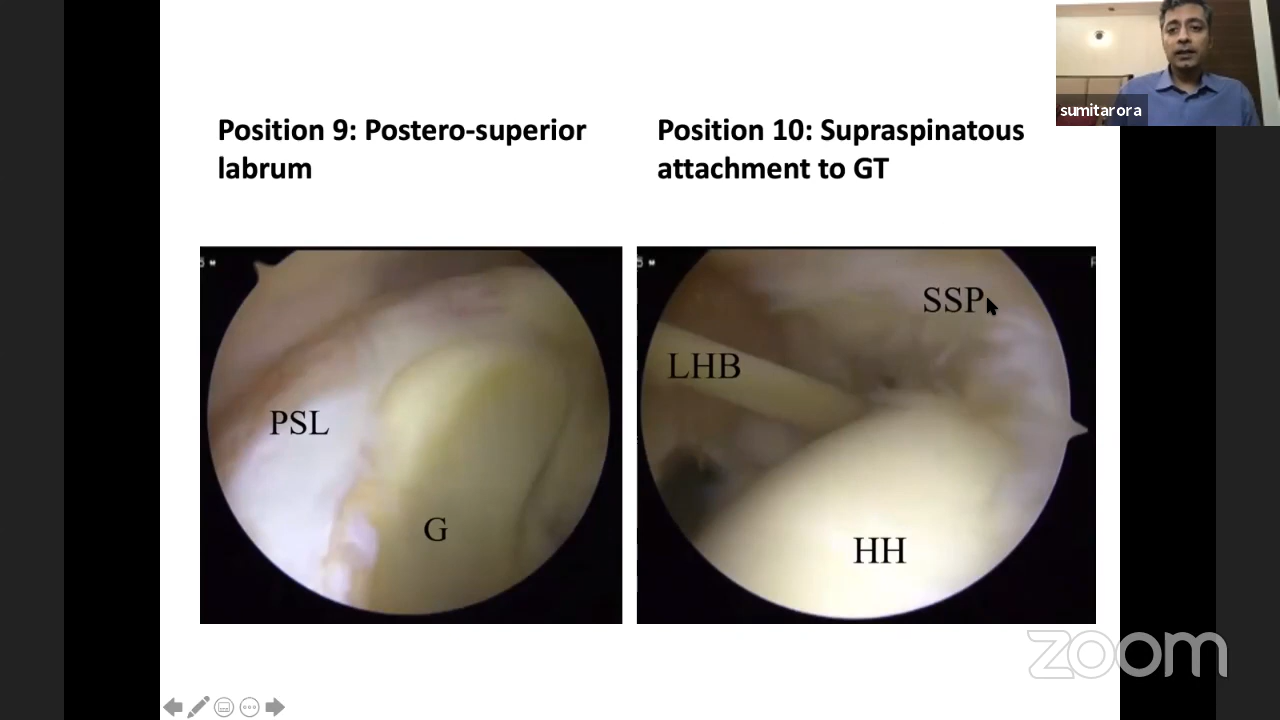 sumitarora
Position 9: Postero-superior
labrum
Position 10: Supraspinatous
attachment to GT
PSL
G
SSP
LHB
HH
zoom